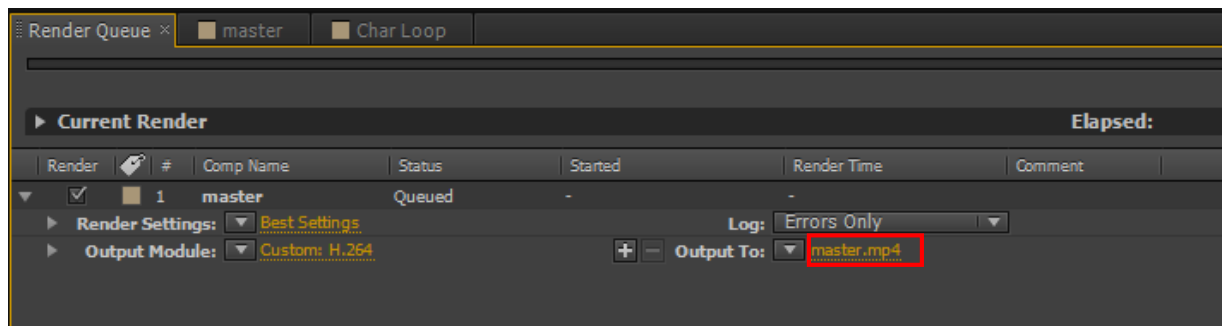 Render Queue × master Char Loop
Current Render Elapsed:
Render # Comp Name Status Started Render Time Comment
1 master Queued - -
Render Settings: Best Settings Log: Errors Only
Output Module: Custom: H.264 + − Output To: master.mp4